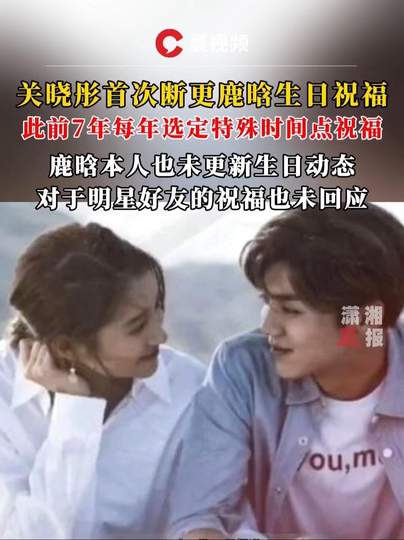 晨视频
关晓彤首次断更鹿晗生日祝福
此前7年每年选定特殊时间点祝福
鹿晗本人也未更新生日动态
对于明星好友的祝福也未回应
潇湘
晨报
you,me